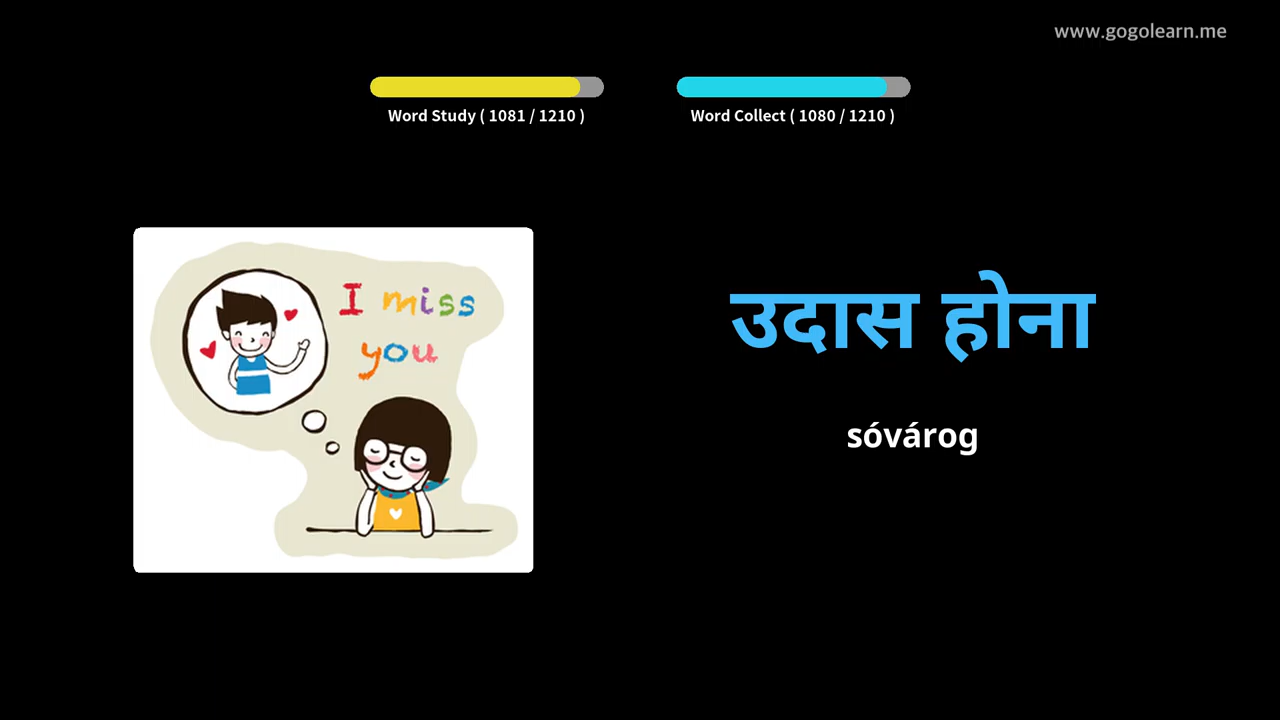 www.gogolearn.me
Word Study ( 1081 / 1210 )
Word Collect ( 1080 / 1210 )
I miss
you
उदास होना
sóvárog